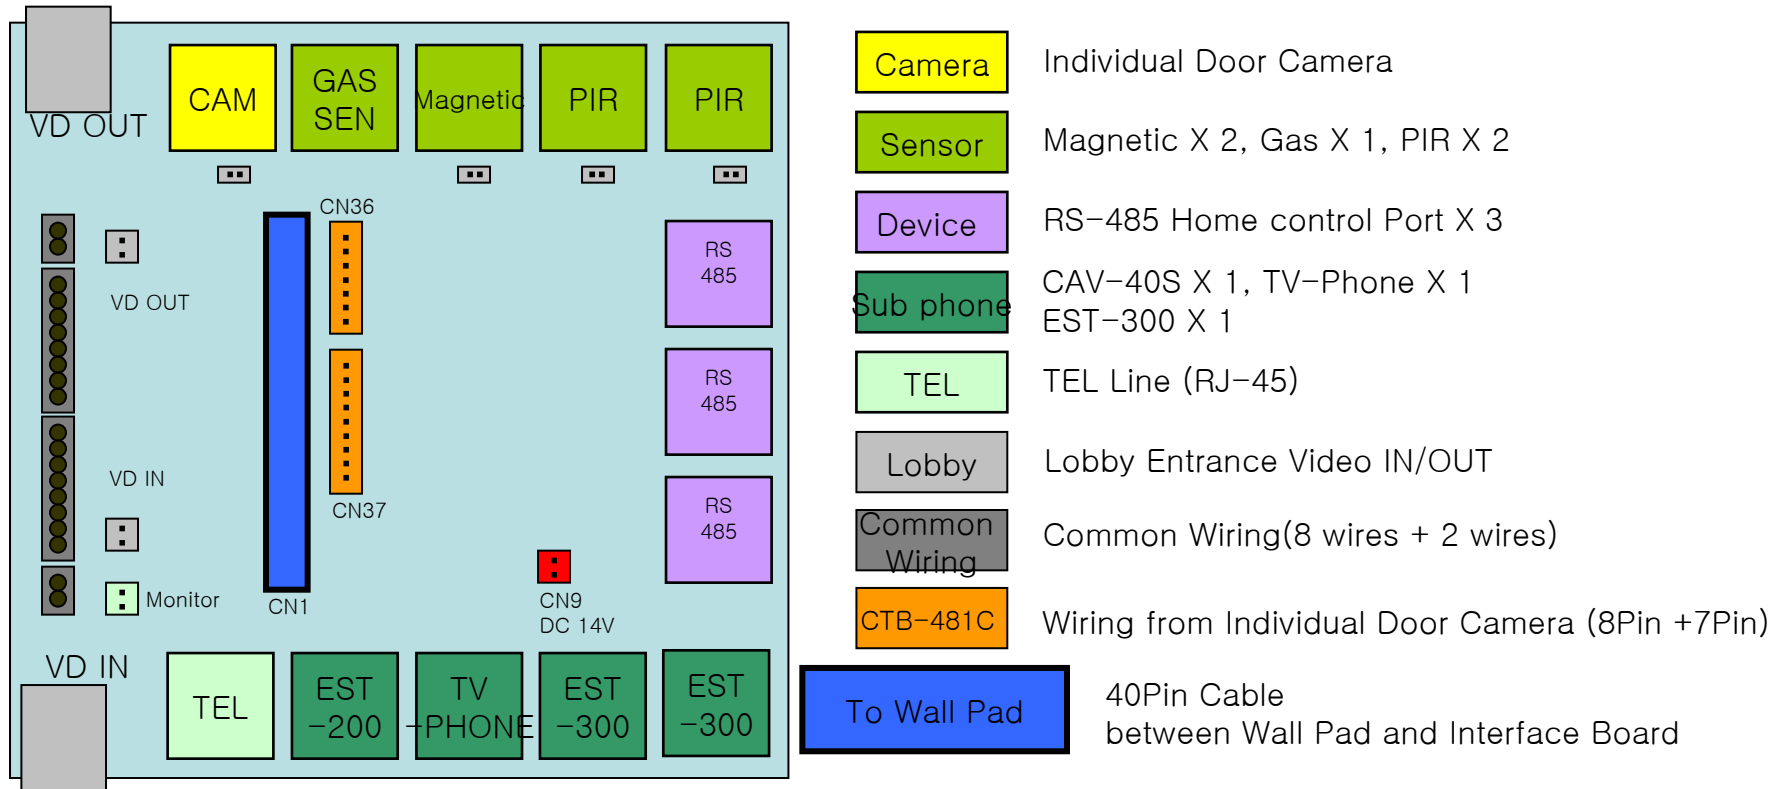 VD OUT
CAM
GAS
SEN
Magnetic
PIR
PIR
CN36
VD OUT
RS
485
RS
485
VD IN
CN37
RS
485
CN9
DC 14V
Monitor
CN1
VD IN
TEL
EST
-200
TV
-PHONE
EST
-300
EST
-300
Camera
Individual Door Camera
Sensor
Magnetic X 2, Gas X 1, PIR X 2
Device
RS-485 Home control Port X 3
Sub phone
CAV-40S X 1, TV-Phone X 1
EST-300 X 1
TEL
TEL Line (RJ-45)
Lobby
Lobby Entrance Video IN/OUT
Common
Wiring
Common Wiring(8 wires + 2 wires)
CTB-481C
Wiring from Individual Door Camera (8Pin +7Pin)
To Wall Pad
40Pin Cable
between Wall Pad and Interface Board